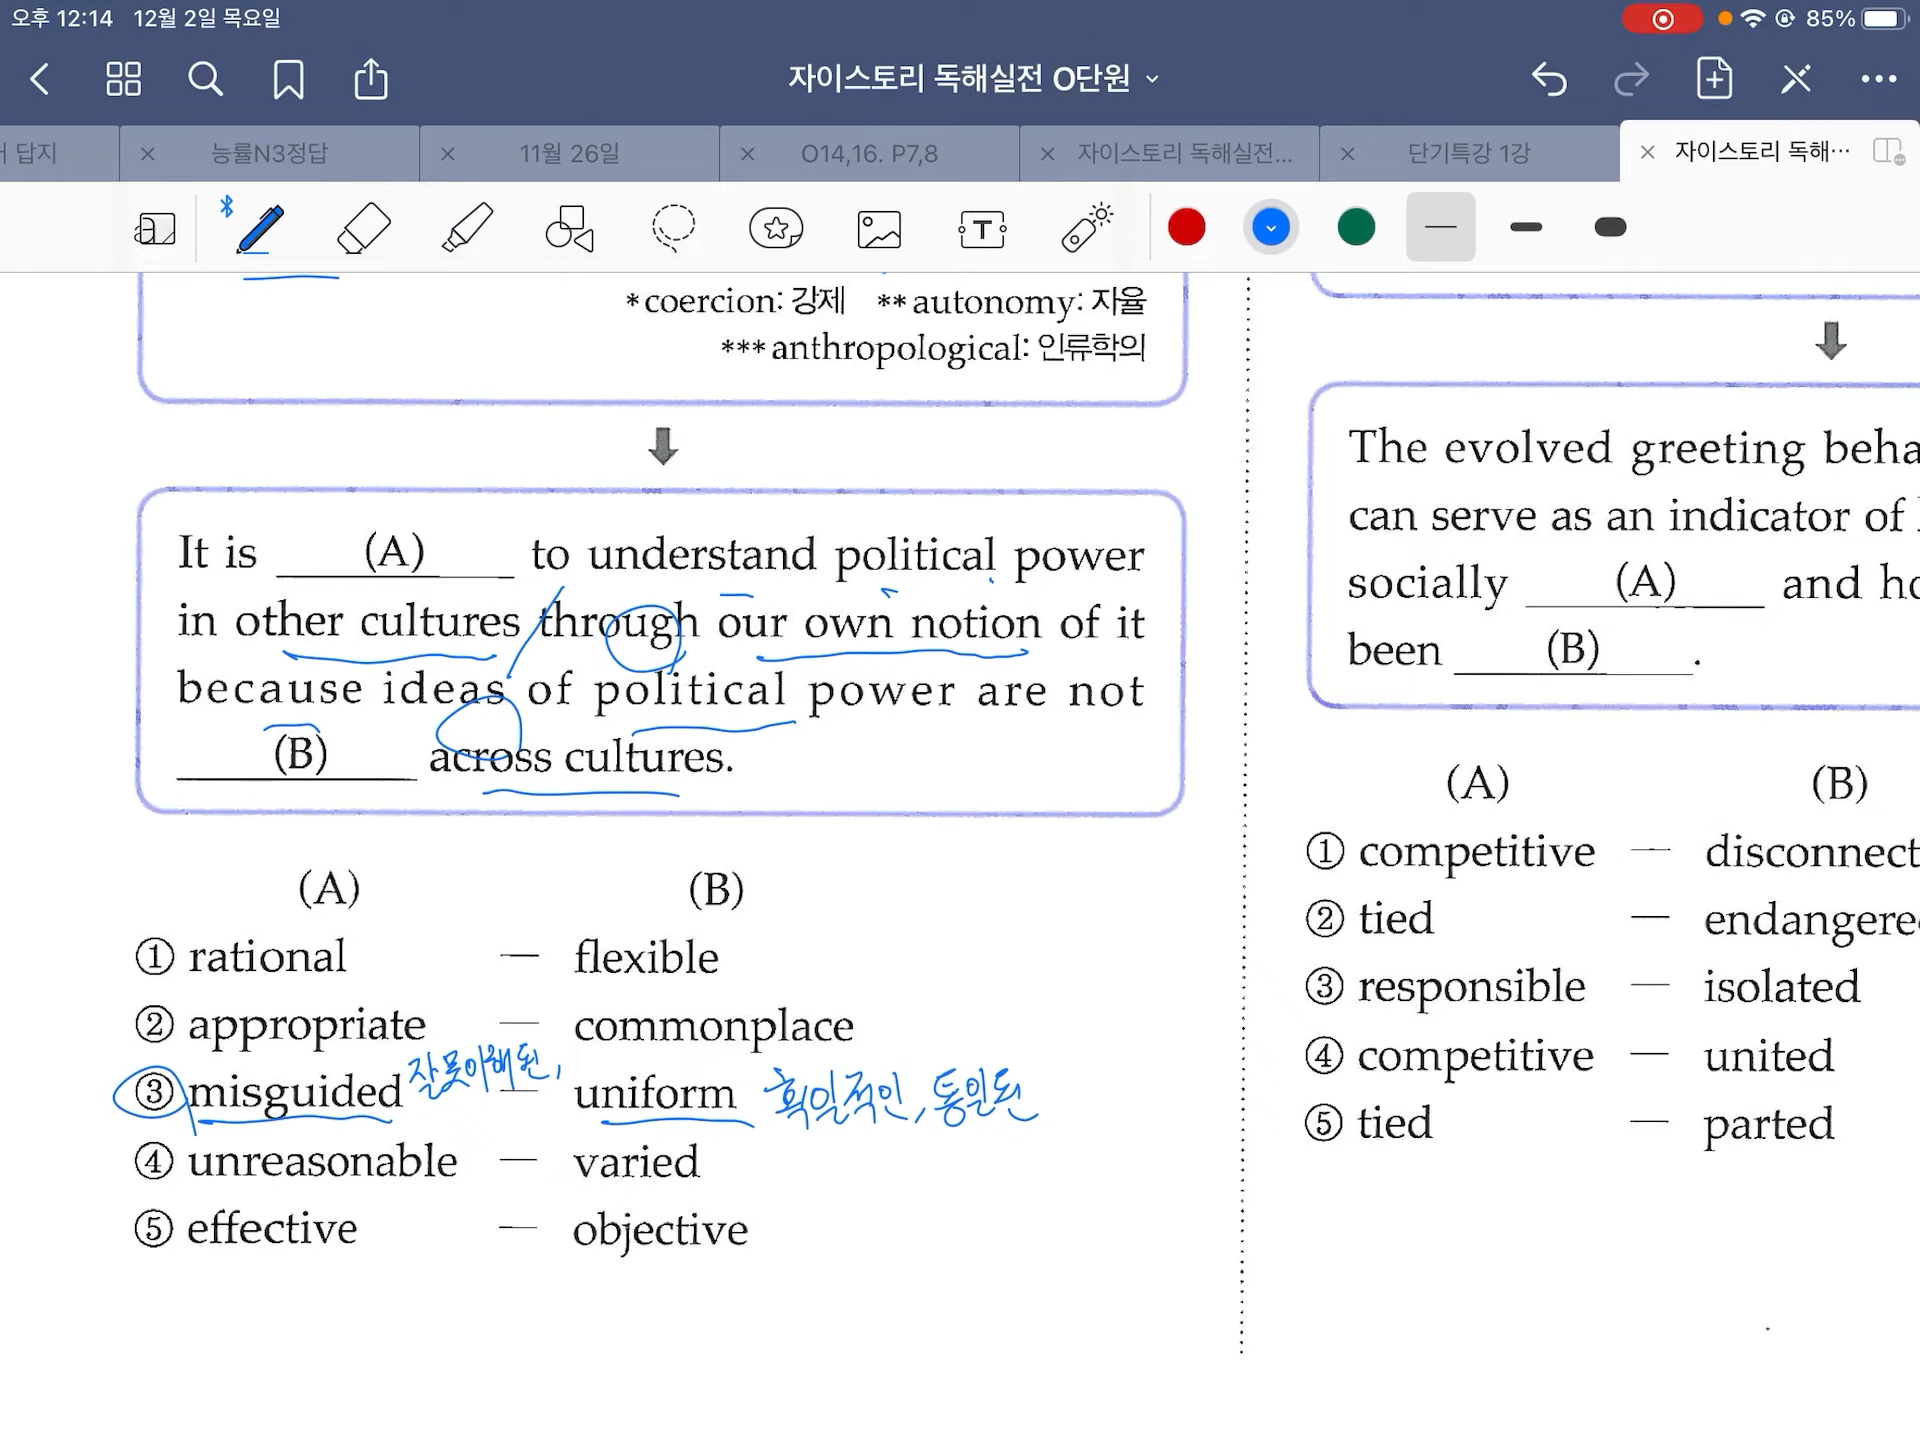 오후 12:14 12월 2일 목요일
85%
자이스토리 독해실전 O단원
답지
능률N3정답
11월 26일
O14,16. P7,8
자이스토리 독해실전...
단기특강 1강
자이스토리 독해…
*coercion: 강제 **autonomy: 자율
***anthropological: 인류학의
It is (A) to understand political power
in other cultures through our own notion of it
because ideas of political power are not
(B) across cultures.
(A) (B)
① rational — flexible
② appropriate — commonplace
③ misguided 잘못이해된, — uniform 획일적인, 통일된
④ unreasonable — varied
⑤ effective — objective
The evolved greeting beha
can serve as an indicator of
socially (A) and ho
been (B) .
(A) (B)
① competitive — disconnect
② tied — endangere
③ responsible — isolated
④ competitive — united
⑤ tied — parted